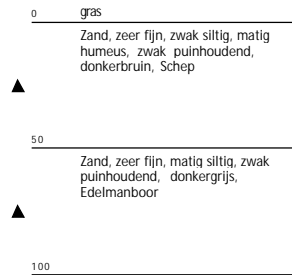 0 gras
Zand, zeer fijn, zwak siltig, matig
humeus, zwak puinhoudend,
donkerbruin, Schep
50
Zand, zeer fijn, matig siltig, zwak
puinhoudend, donkergrijs,
Edelmanboor
100